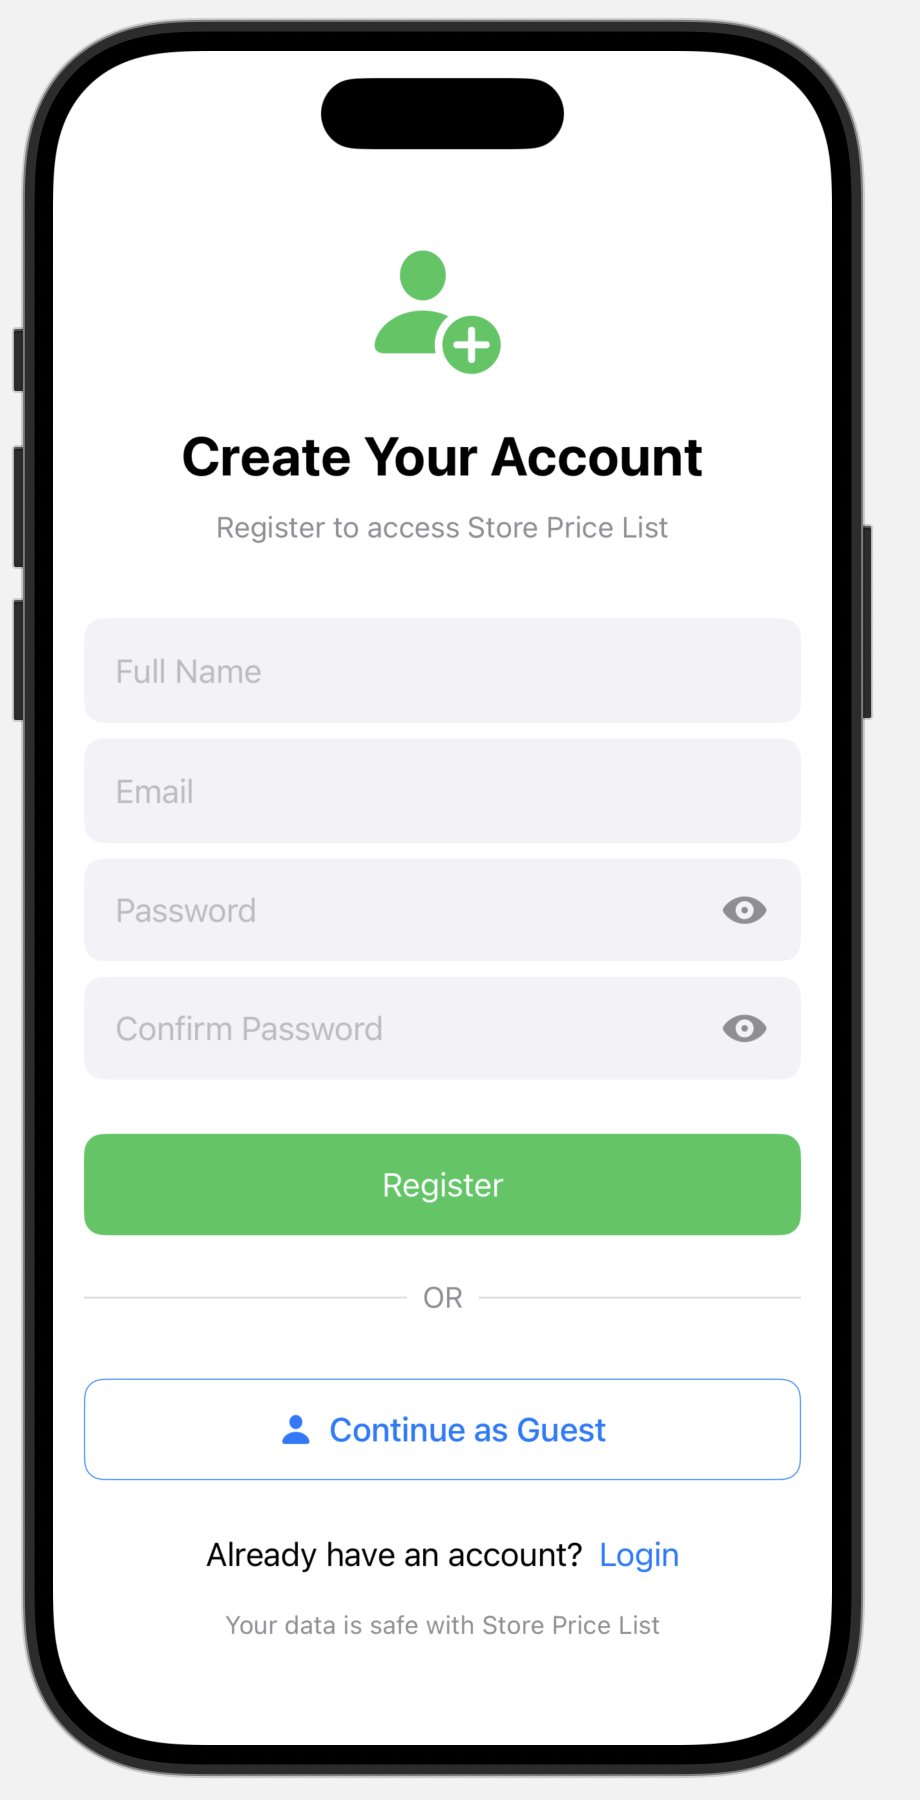 Create Your Account
Register to access Store Price List
Full Name
Email
Password
Confirm Password
Register
OR
Continue as Guest
Already have an account? Login
Your data is safe with Store Price List